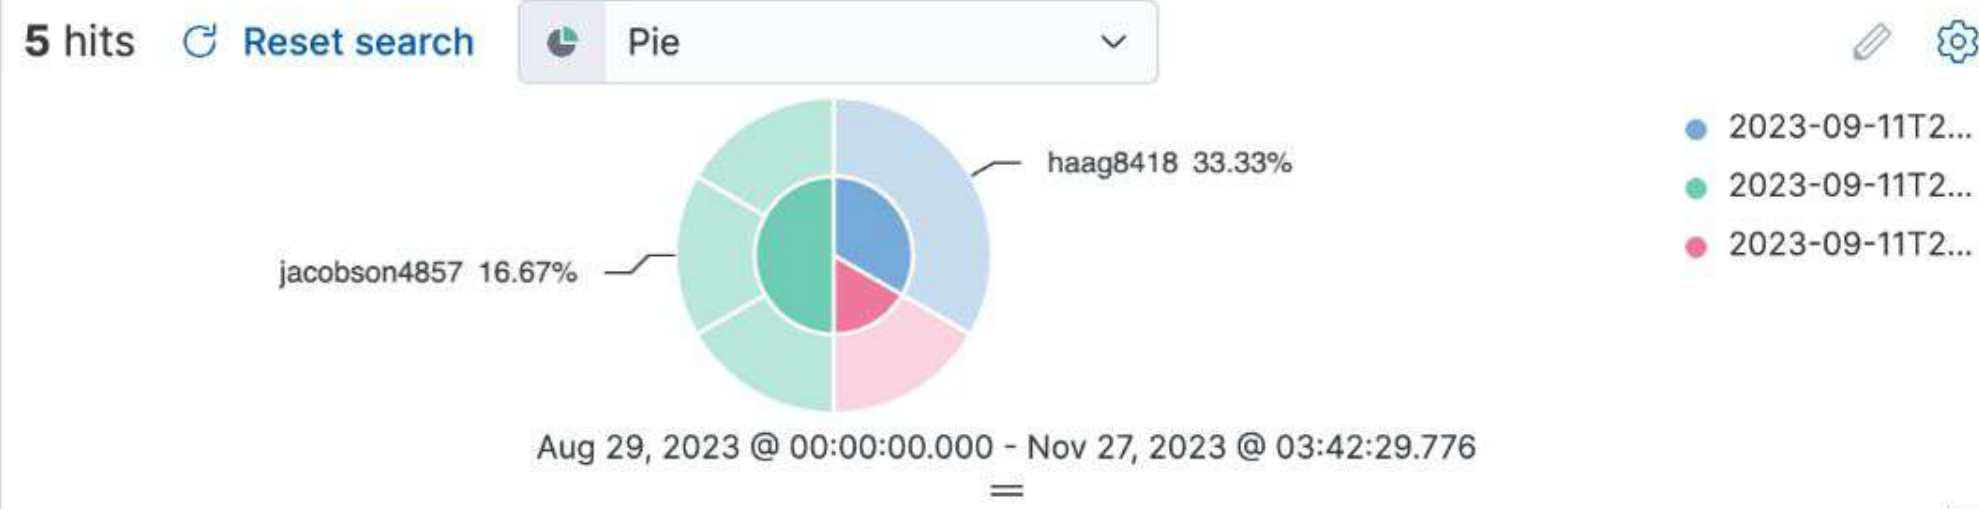 5 hits Reset search Pie
haag8418 33.33%
jacobson4857 16.67%
2023-09-11T2...
2023-09-11T2...
2023-09-11T2...
Aug 29, 2023 @ 00:00:00.000 - Nov 27, 2023 @ 03:42:29.776